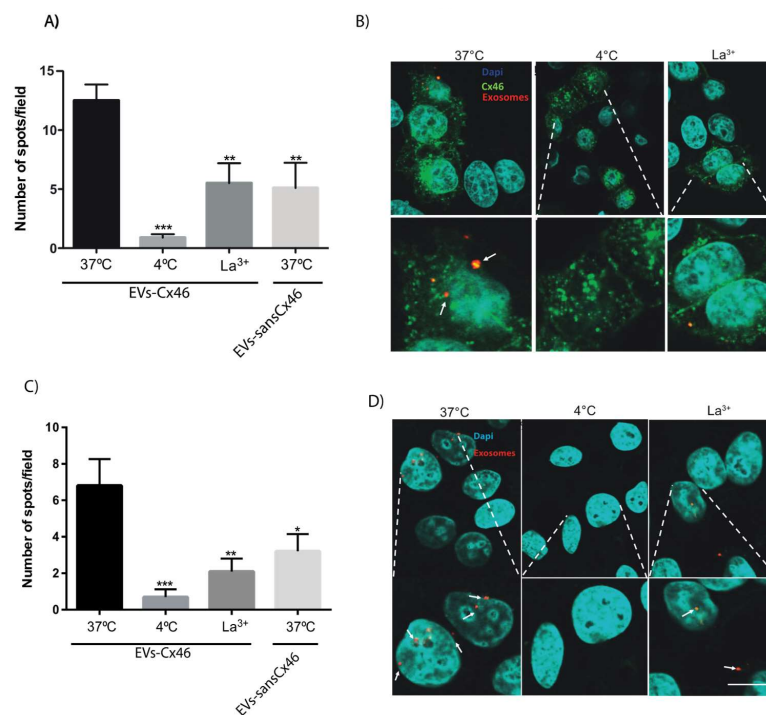 A)
Number of spots/field
15
10
5
0
***
**
**
37ºC
4ºC
La³⁺
37ºC
EVs-Cx46
EVs-sansCx46
B)
37°C
4°C
La³⁺
Dapi
Cx46
Exosomes
C)
Number of spots/field
10
8
6
4
2
0
***
**
*
37ºC
4ºC
La³⁺
37ºC
EVs-Cx46
EVs-sansCx46
D)
37°C
4°C
La³⁺
Dapi
Exosomes